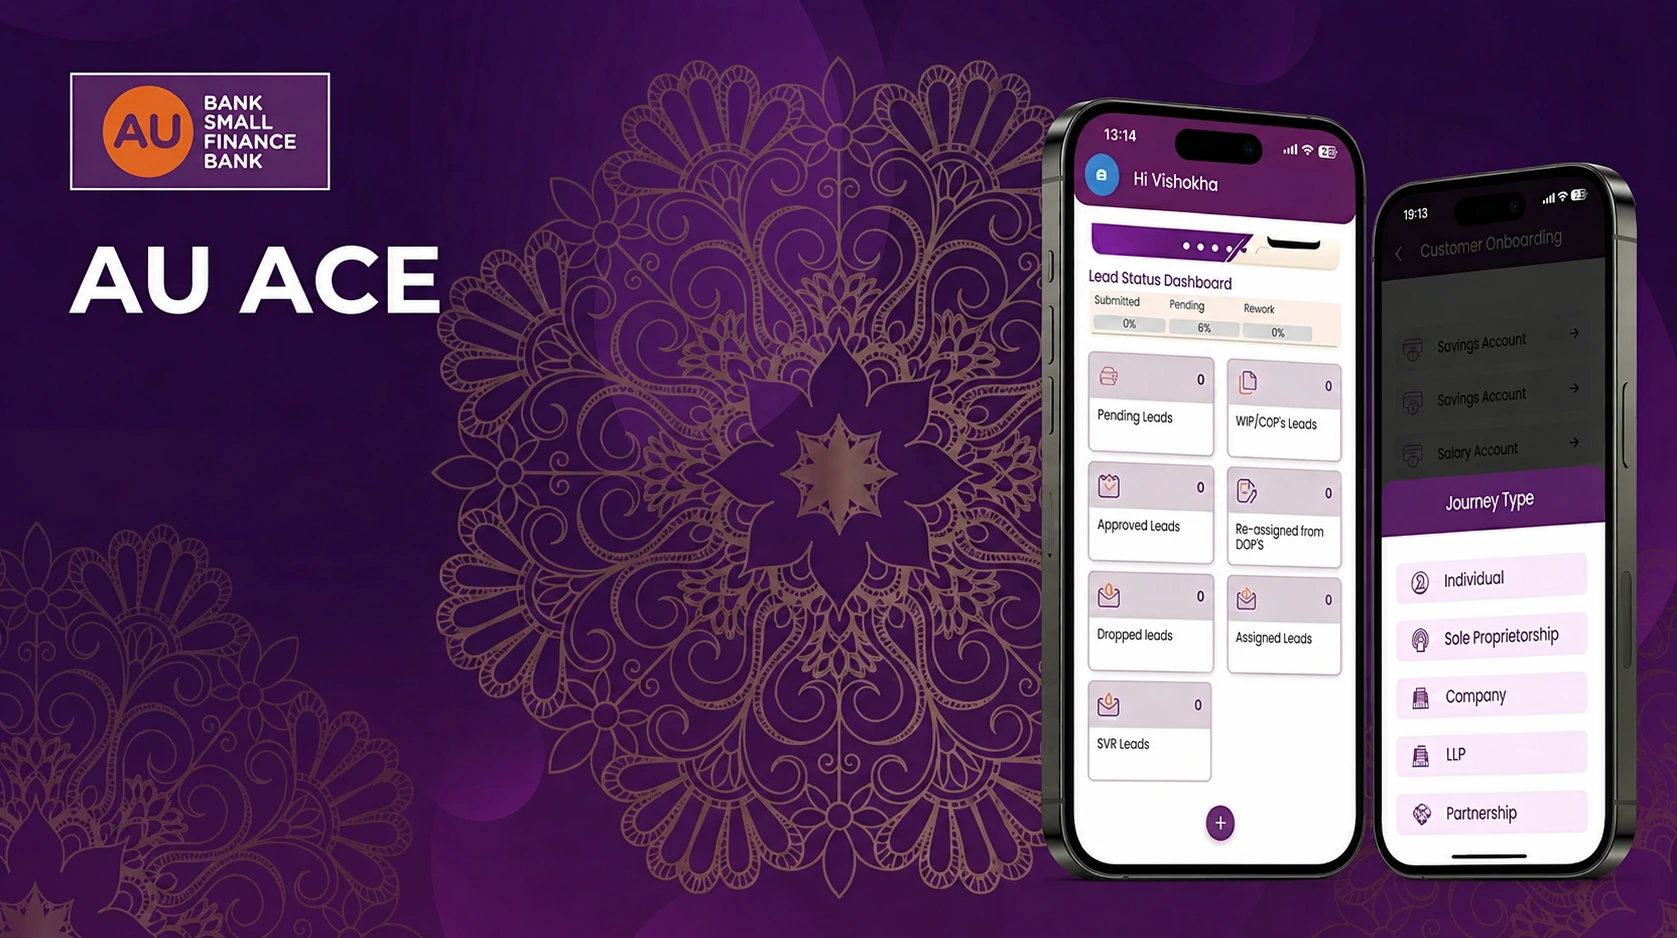 AU
BANK
SMALL
FINANCE
BANK
AU ACE
13:14
Hi Vishokha
Lead Status Dashboard
Submitted Pending Rework
0% 6% 0%
0
Pending Leads
0
WIP/COP's Leads
0
Approved Leads
0
Re-assigned from
DOP'S
0
Dropped leads
0
Assigned Leads
0
SVR Leads
+
19:13
Customer Onboarding
Savings Account
Savings Account
Salary Account
Journey Type
Individual
Sole Proprietorship
Company
LLP
Partnership